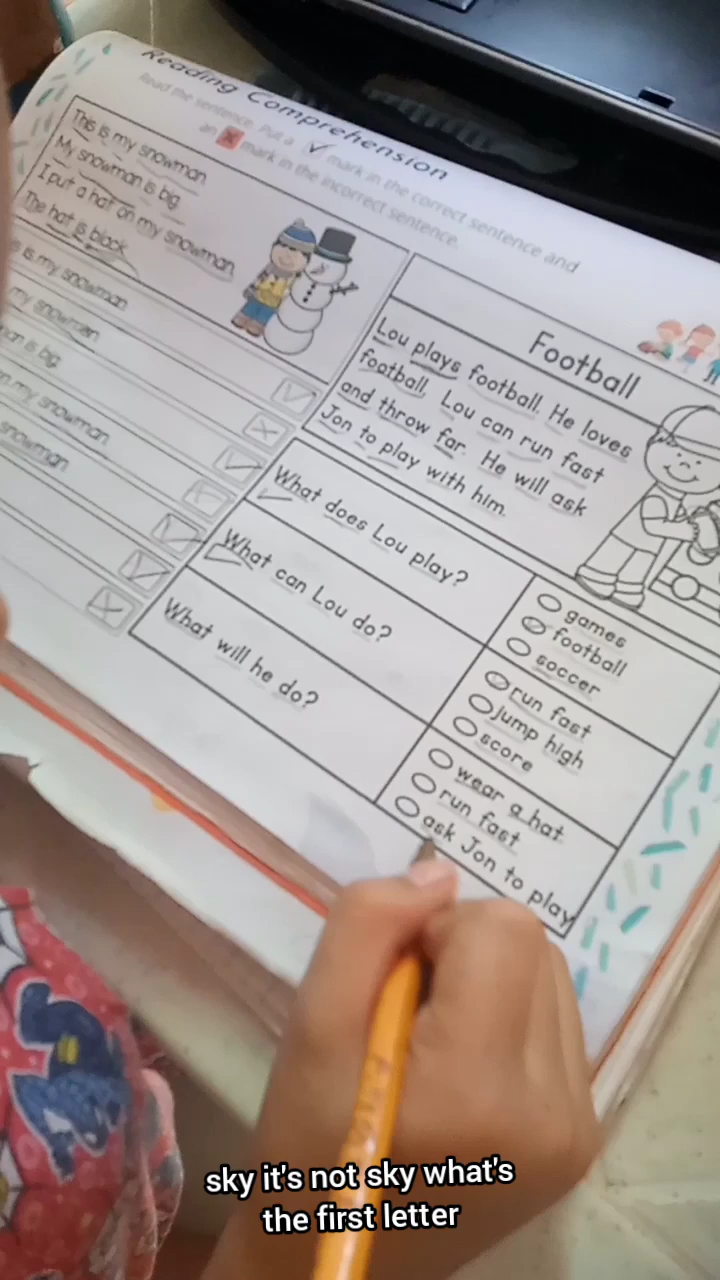 Reading Comprehension
Read the sentence. Put a ✓ mark in the correct sentence and
an ✗ mark in the incorrect sentence.
This is my snowman.
My snowman is big.
I put a hat on my snowman.
The hat is black.
is my snowman.
my snowman.
is big.
my snowman.
snowman.
Football
Lou plays football. He loves
football. Lou can run fast
and throw far. He will ask
Jon to play with him.
What does Lou play?
games
football
soccer
What can Lou do?
run fast
jump high
score
What will he do?
wear a hat
run fast
ask Jon to play
sky it's not sky what's
the first letter